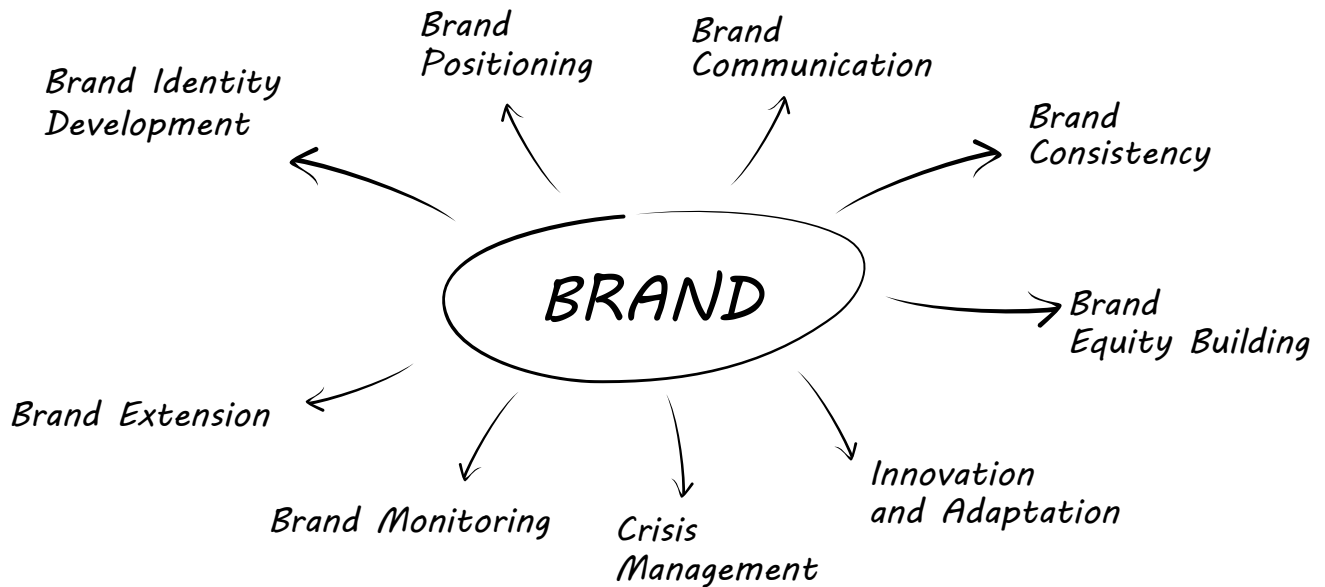 Brand
Positioning
Brand
Communication
Brand Identity
Development
Brand
Consistency
BRAND
Brand
Equity Building
Brand Extension
Innovation
and Adaptation
Brand Monitoring
Crisis
Management